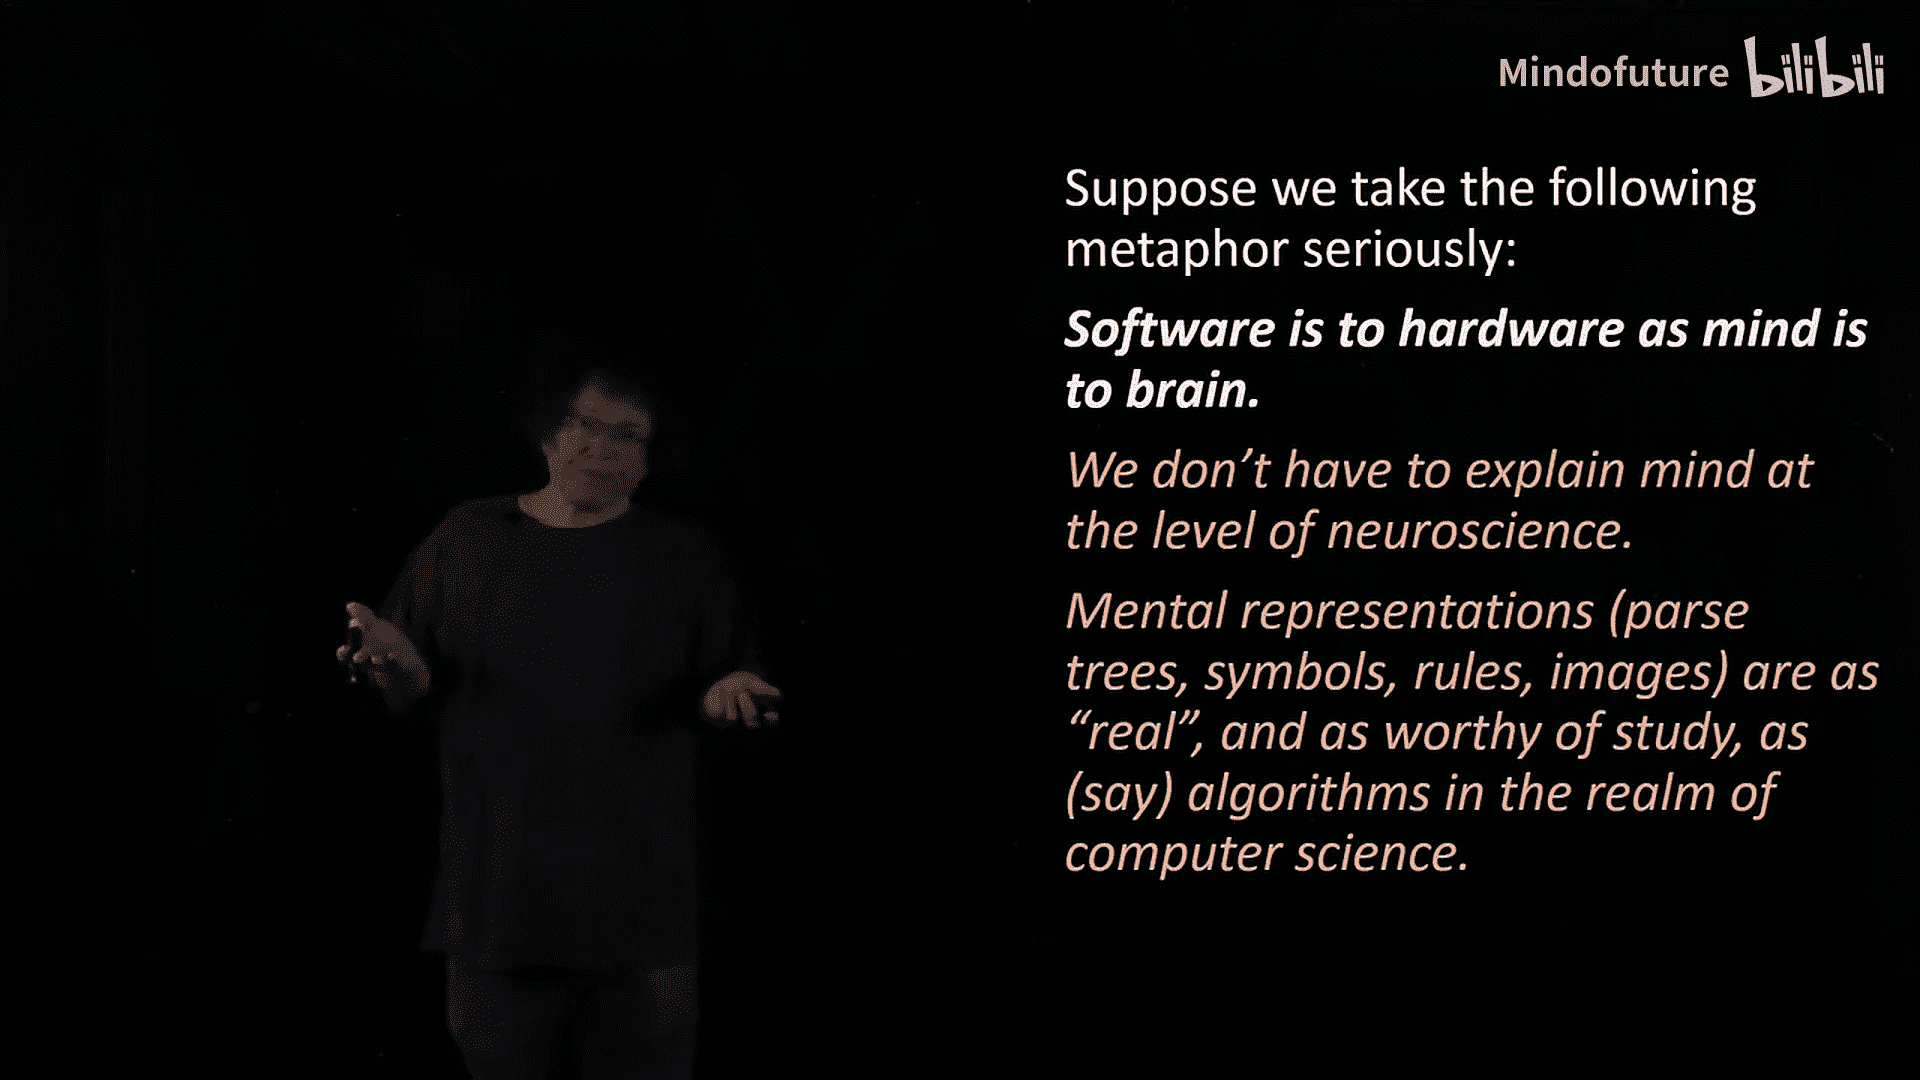 Mindofuture bilibili
Suppose we take the following
metaphor seriously:
Software is to hardware as mind is
to brain.
We don’t have to explain mind at
the level of neuroscience.
Mental representations (parse
trees, symbols, rules, images) are as
“real”, and as worthy of study, as
(say) algorithms in the realm of
computer science.